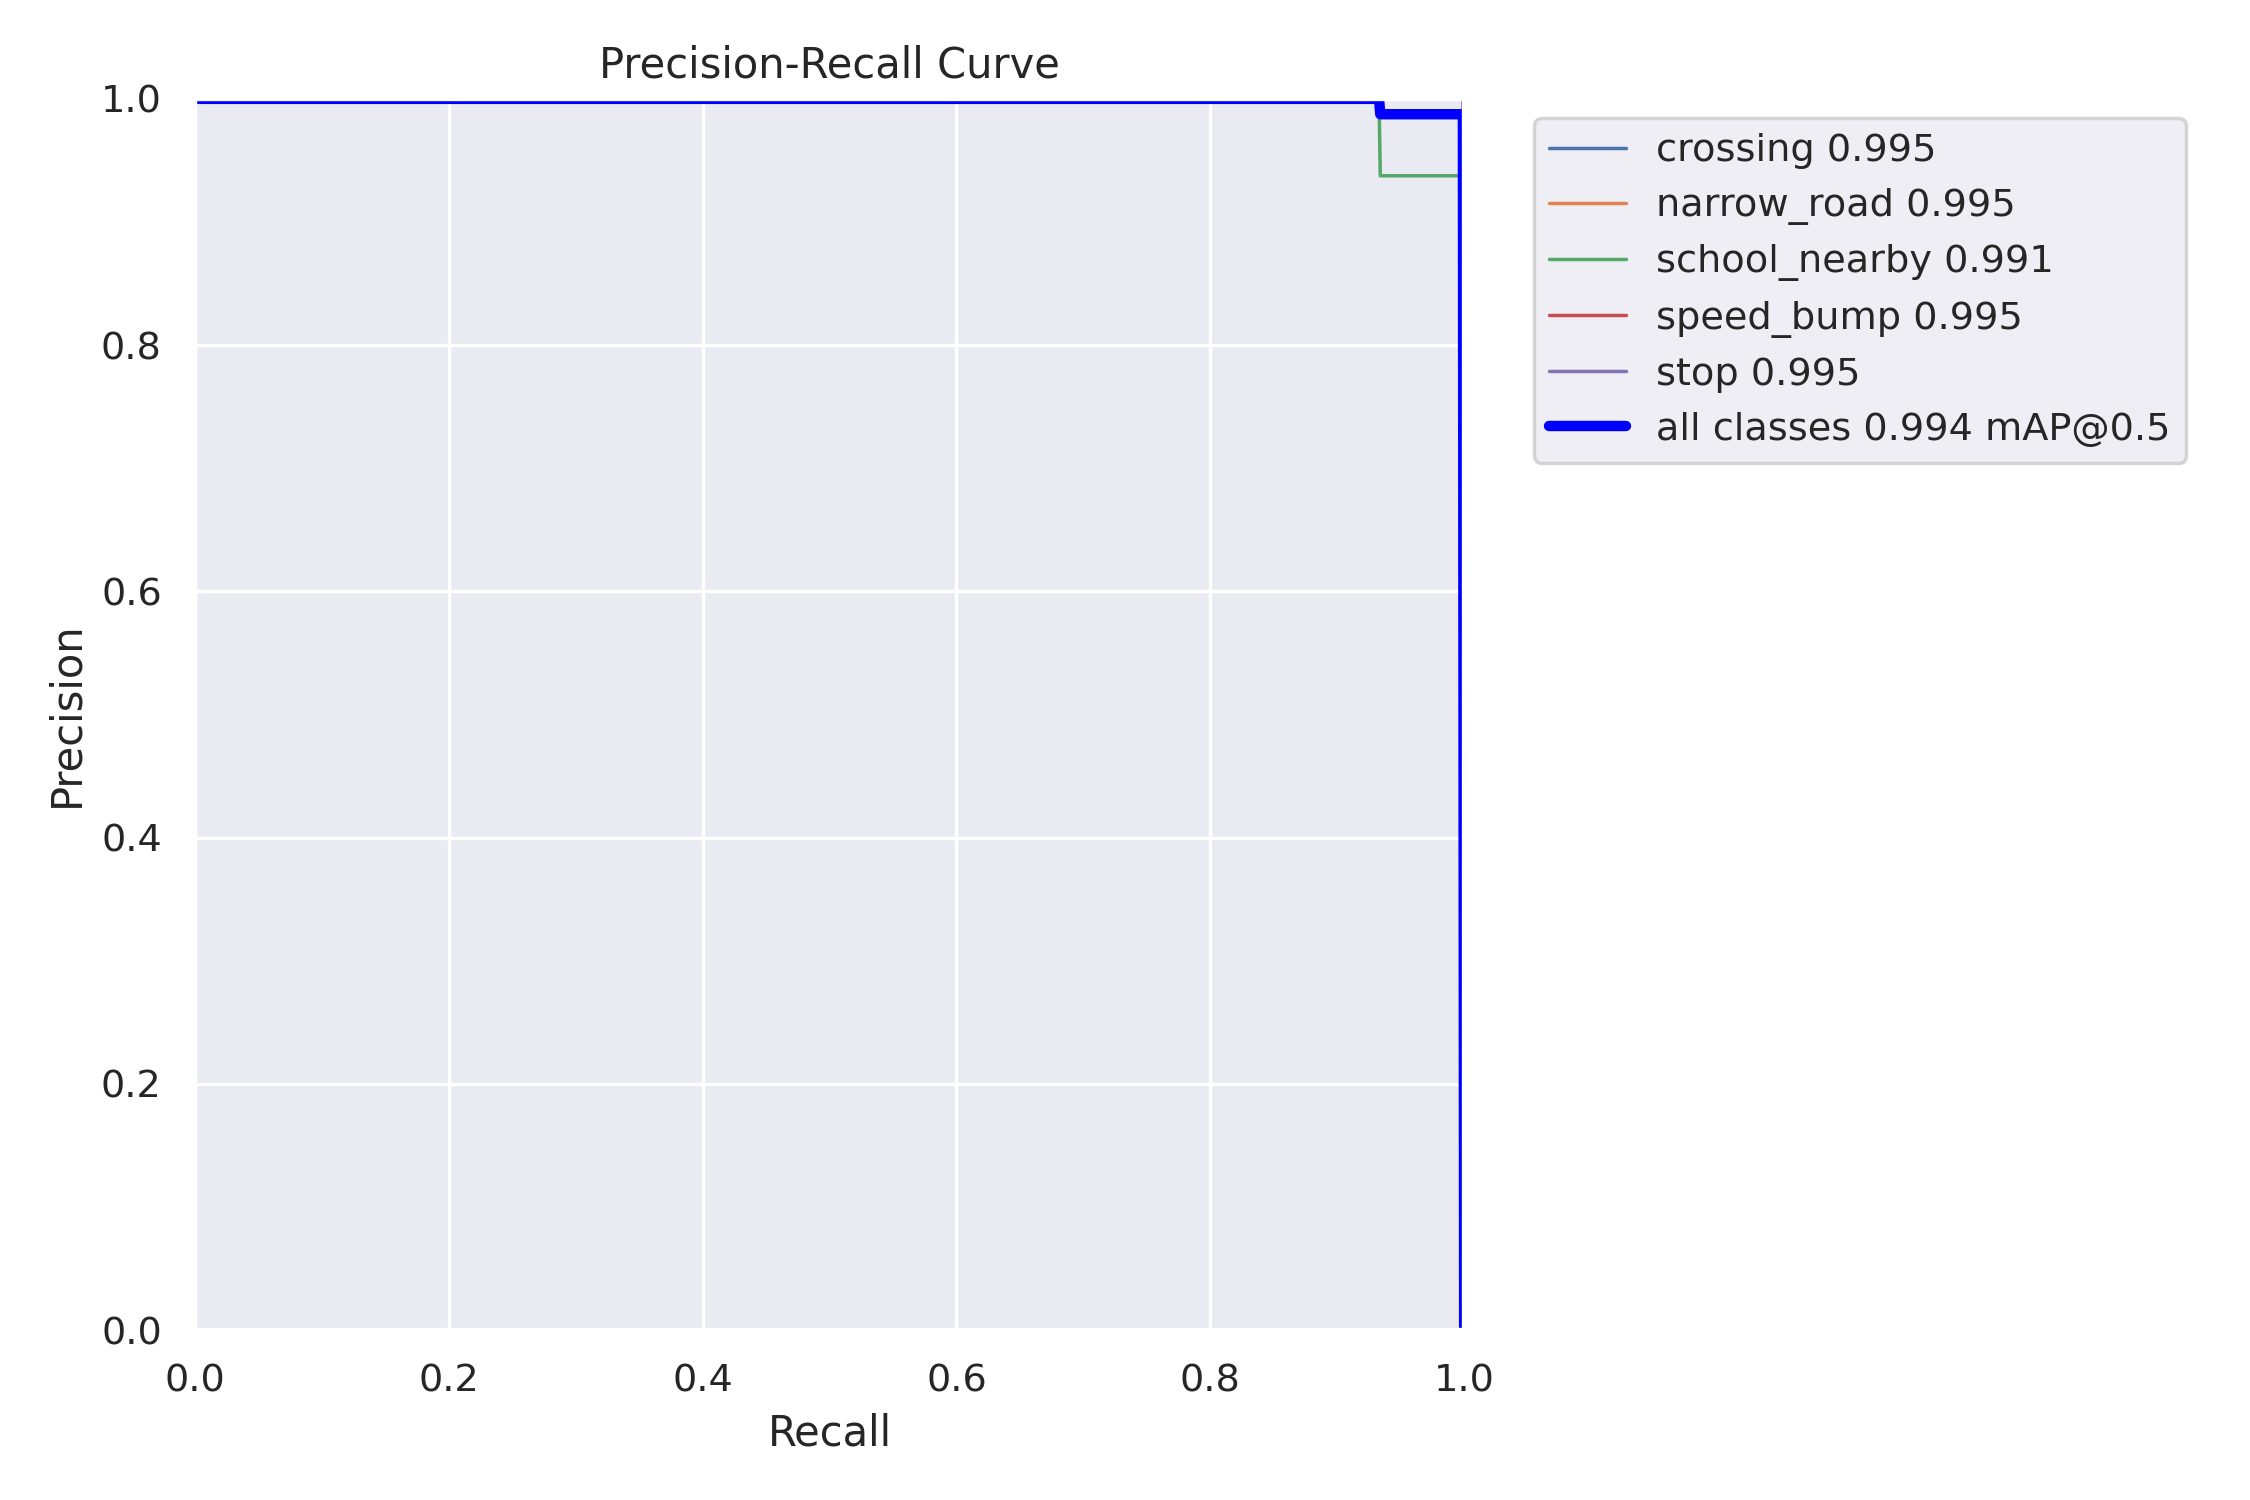 Precision-Recall Curve
1.0
0.8
0.6
0.4
0.2
0.0
Precision
0.0 0.2 0.4 0.6 0.8 1.0
Recall
crossing 0.995
narrow_road 0.995
school_nearby 0.991
speed_bump 0.995
stop 0.995
all classes 0.994 mAP@0.5